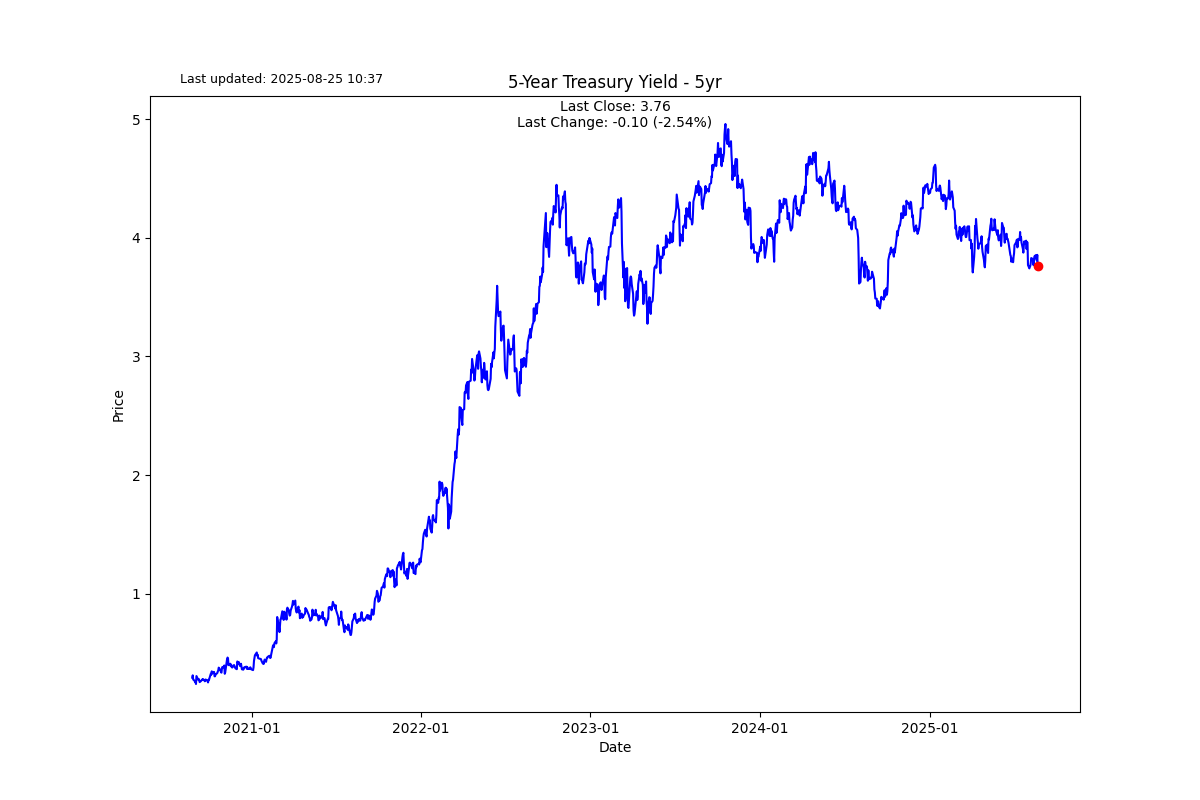 Last updated: 2025-08-25 10:37
5-Year Treasury Yield - 5yr
Last Close: 3.76
Last Change: -0.10 (-2.54%)
5
4
3
2
1
Price
2021-01
2022-01
2023-01
2024-01
2025-01
Date